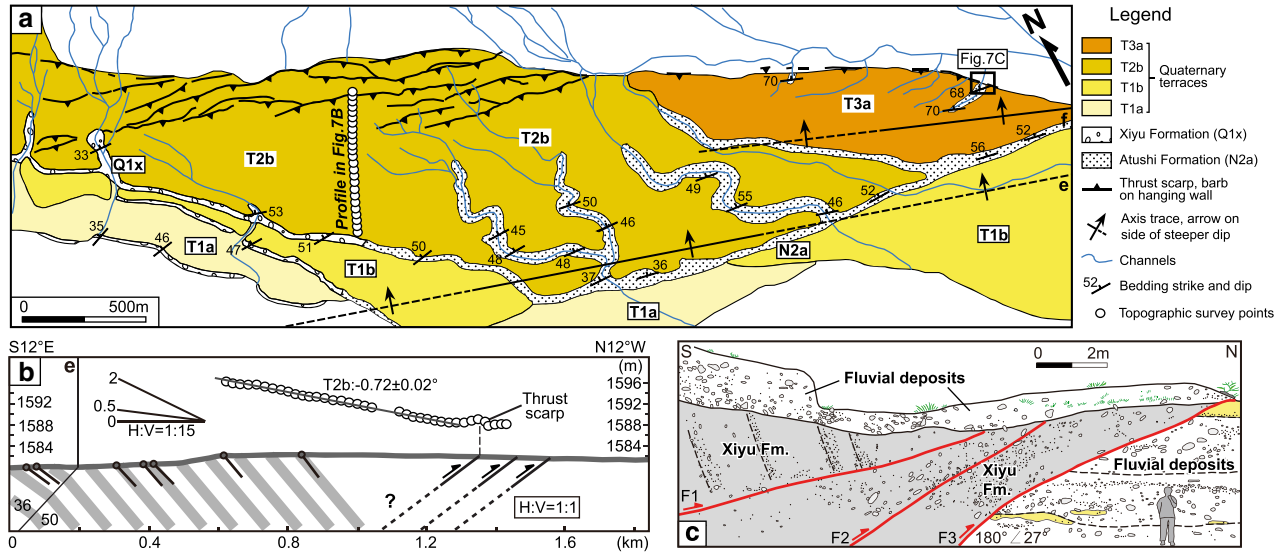 a
N
Fig.7C
70
68
70
T3a
f
52
56
e
T2b
T2b
Profile in Fig.7B
33
Q1x
49
55
52
46
50
46
45
48
48
53
47
51
50
35
46
T1a
T1b
37
36
N2a
T1b
T1a
0 500m
Legend
T3a
T2b
T1b
T1a
Quaternary
terraces
Xiyu Formation (Q1x)
Atushi Formation (N2a)
Thrust scarp, barb
on hanging wall
Axis trace, arrow on
side of steeper dip
Channels
52
Bedding strike and dip
Topographic survey points
S12°E
N12°W
b
e
(m)
2
0.5
0
H:V=1:15
T2b:-0.72±0.02°
Thrust
scarp
1592
1588
1584
1596
1592
1588
1584
36
50
?
H:V=1:1
0 0.4 0.8 1.2 1.6 (km)
S
N
0 2m
Fluvial deposits
Xiyu Fm.
Xiyu
Fm.
Fluvial deposits
F1
F2
F3
180°∠27°
c